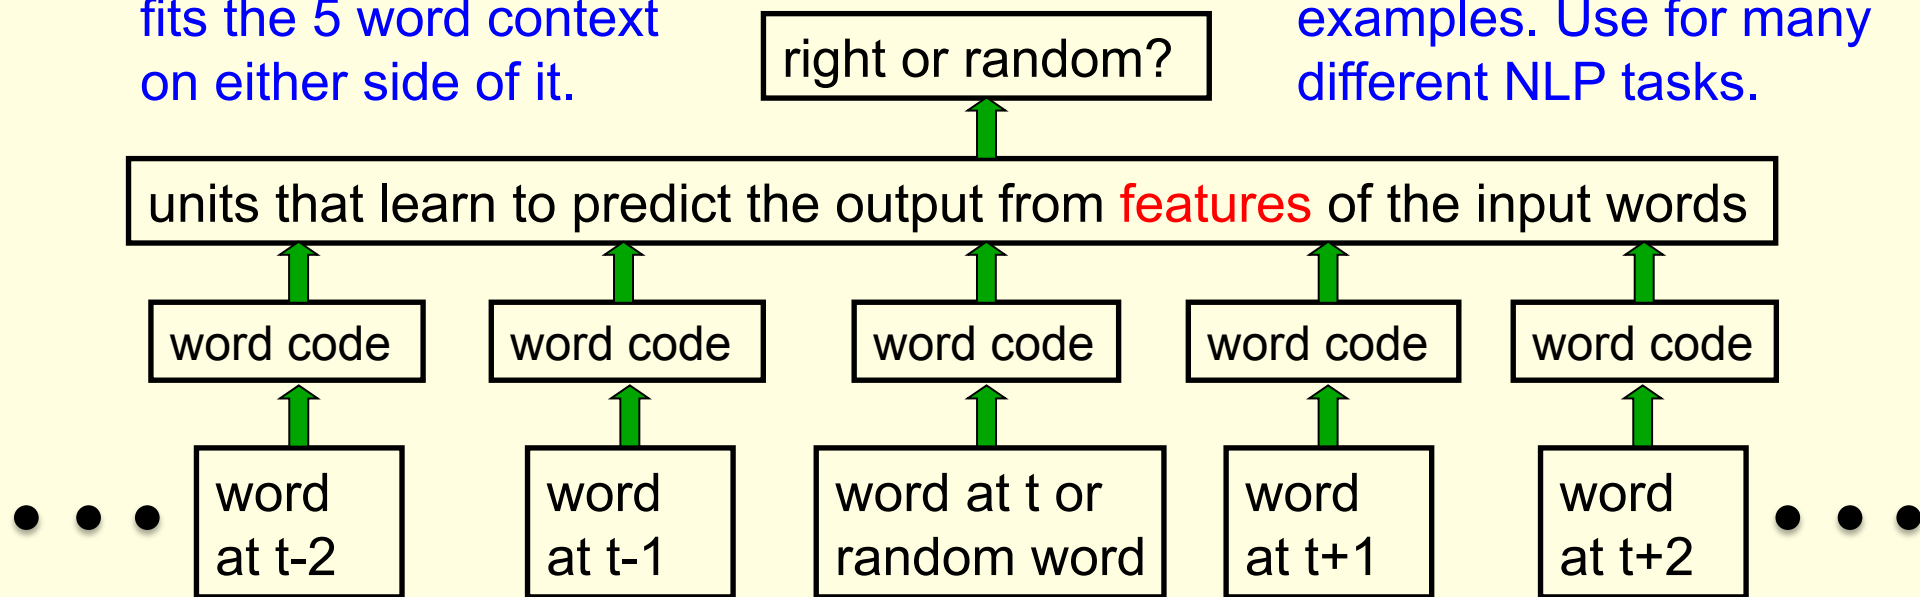 fits the 5 word context
on either side of it.
right or random?
examples. Use for many
different NLP tasks.
units that learn to predict the output from features of the input words
word code
word code
word code
word code
word code
word
at t-2
word
at t-1
word at t or
random word
word
at t+1
word
at t+2